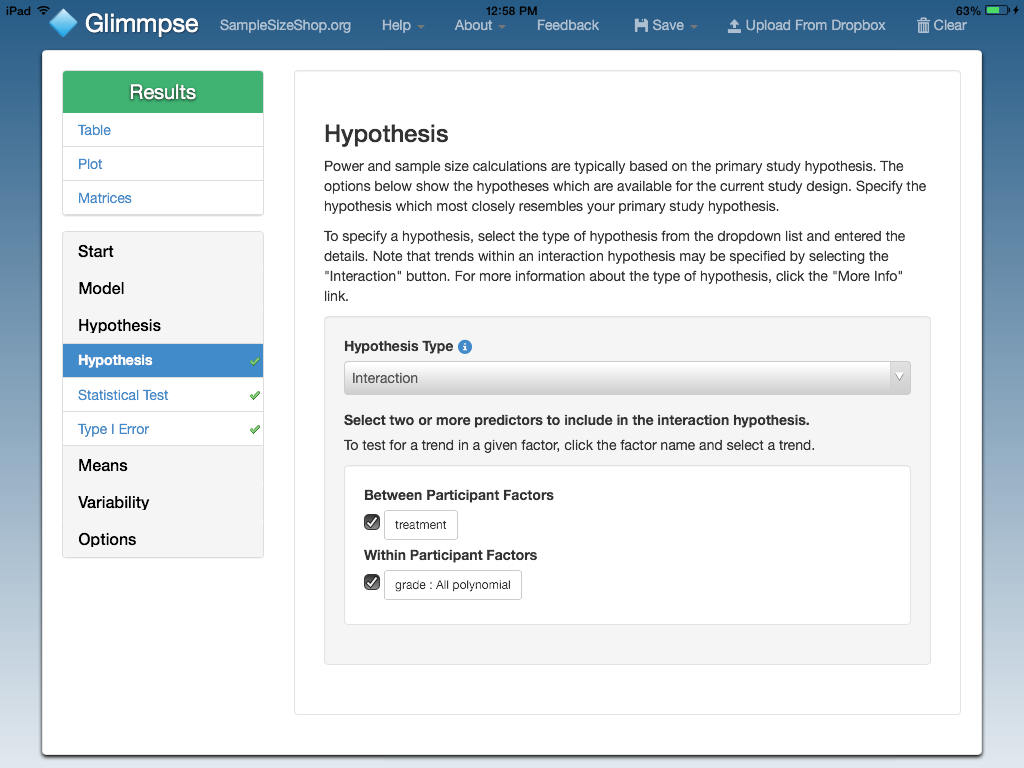 iPad 12:58 PM 63%
Glimmpse SampleSizeShop.org Help About Feedback Save Upload From Dropbox Clear
Results
Table
Plot
Matrices
Start
Model
Hypothesis
Hypothesis
Statistical Test
Type I Error
Means
Variability
Options
Hypothesis
Power and sample size calculations are typically based on the primary study hypothesis. The
options below show the hypotheses which are available for the current study design. Specify the
hypothesis which most closely resembles your primary study hypothesis.
To specify a hypothesis, select the type of hypothesis from the dropdown list and entered the
details. Note that trends within an interaction hypothesis may be specified by selecting the
"Interaction" button. For more information about the type of hypothesis, click the "More Info"
link.
Hypothesis Type
Interaction
Select two or more predictors to include in the interaction hypothesis.
To test for a trend in a given factor, click the factor name and select a trend.
Between Participant Factors
treatment
Within Participant Factors
grade : All polynomial